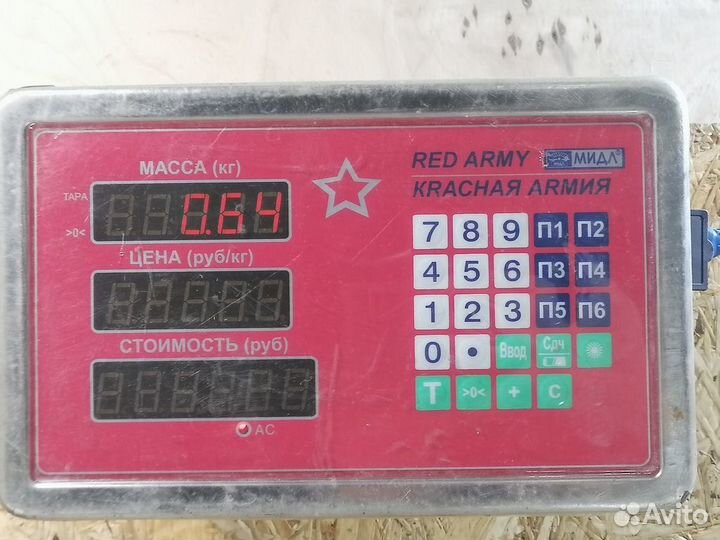 RED ARMY МИДЛ®
КRАСНАЯ АRМИЯ
МАССА (кг)
ТАРА
>0<
0.64
ЦЕНА (руб/кг)
СТОИМОСТЬ (руб)
AC
7 8 9 П1 П2
4 5 6 П3 П4
1 2 3 П5 П6
0 • Ввод Сдч
T >0< + C
Avito